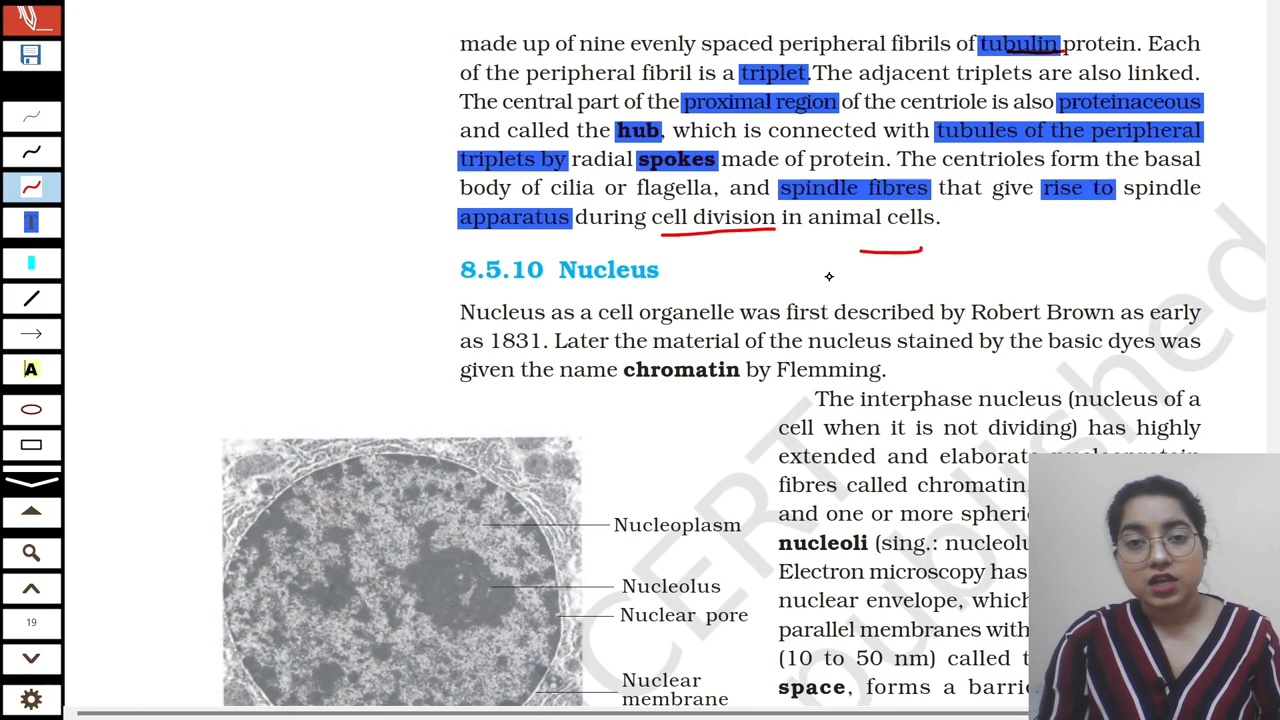 made up of nine evenly spaced peripheral fibrils of tubulin protein. Each
of the peripheral fibril is a triplet.The adjacent triplets are also linked.
The central part of the proximal region of the centriole is also proteinaceous
and called the hub, which is connected with tubules of the peripheral
triplets by radial spokes made of protein. The centrioles form the basal
body of cilia or flagella, and spindle fibres that give rise to spindle
apparatus during cell division in animal cells.
8.5.10 Nucleus
Nucleus as a cell organelle was first described by Robert Brown as early
as 1831. Later the material of the nucleus stained by the basic dyes was
given the name chromatin by Flemming.
The interphase nucleus (nucleus of a
cell when it is not dividing) has highly
extended and elaborate
fibres called chromatin,
and one or more
nucleoli (sing.:
Electron microscopy has
nuclear envelope, which
parallel membranes with
(10 to 50 nm) called
space, forms a
Nucleoplasm
Nucleolus
Nuclear pore
Nuclear
membrane
T
A
19
published